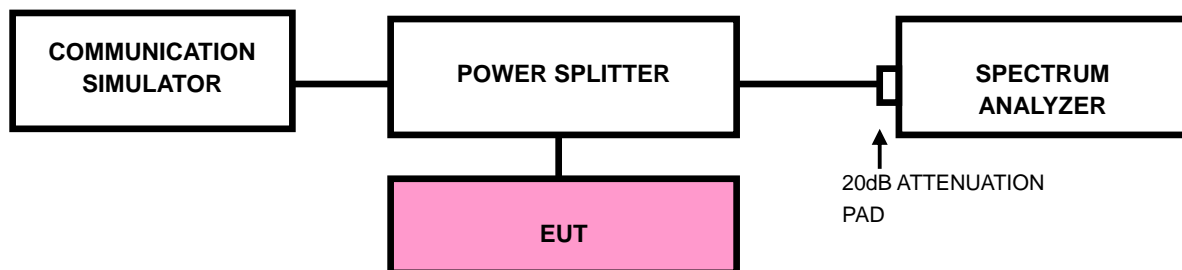 COMMUNICATION
SIMULATOR
POWER SPLITTER
SPECTRUM
ANALYZER
20dB ATTENUATION
PAD
EUT